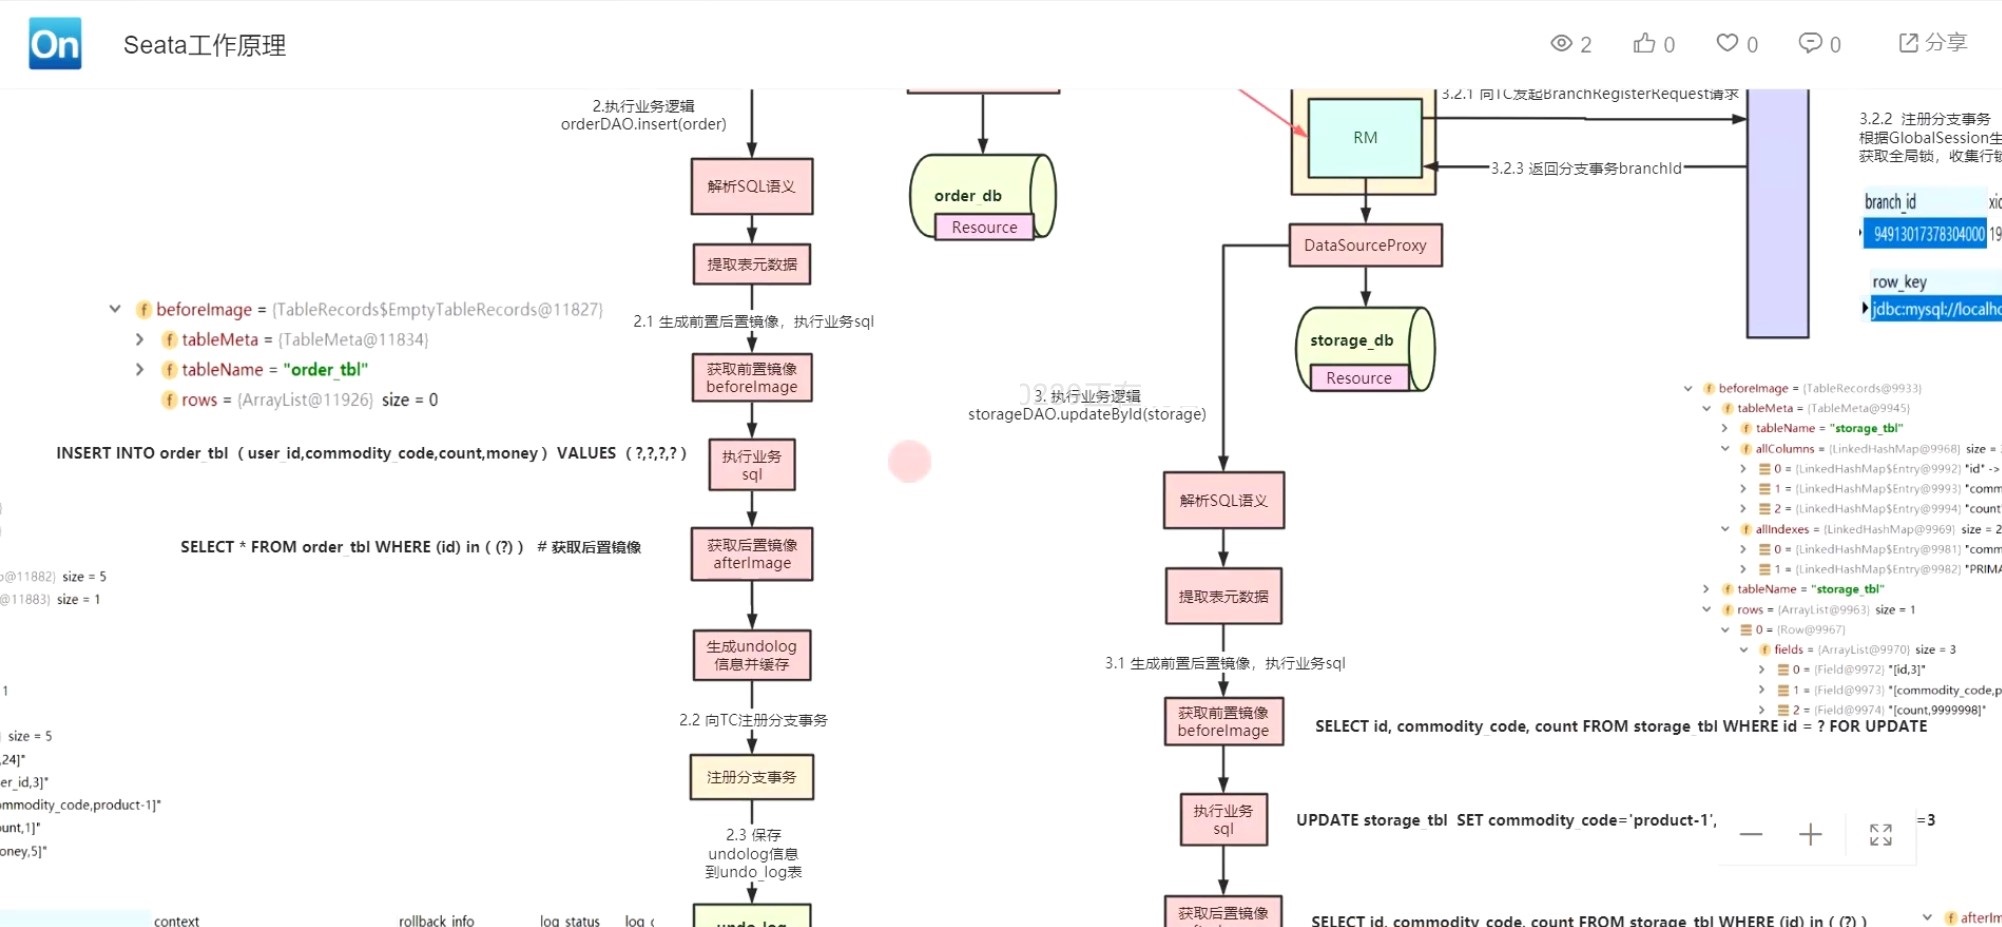 On
Seata工作原理
2
0
0
0
分享
2.执行业务逻辑
orderDAO.insert(order)
解析SQL语义
提取表元数据
2.1 生成前置后置镜像，执行业务sql
获取前置镜像
beforeImage
执行业务
sql
获取后置镜像
afterImage
生成undolog
信息并缓存
2.2 向TC注册分支事务
注册分支事务
2.3 保存
undolog信息
到undo_log表
undo_log
beforeImage = {TableRecords$EmptyTableRecords@11827}
tableMeta = {TableMeta@11834}
tableName = "order_tbl"
rows = {ArrayList@11926} size = 0
INSERT INTO order_tbl （user_id,commodity_code,count,money）VALUES（?,?,?,?）
SELECT * FROM order_tbl WHERE (id) in ( (?) ) # 获取后置镜像
@11882} size = 5
@11883} size = 1
1
size = 5
,24]"
er_id,3]"
ommodity_code,product-1]"
unt,1]"
oney,5]"
context
rollback_info
log_status
order_db
Resource
RM
3.2.1 向TC发起BranchRegisterRequest请求
3.2.3 返回分支事务branchId
DataSourceProxy
storage_db
Resource
3. 执行业务逻辑
storageDAO.updateById(storage)
解析SQL语义
提取表元数据
3.1 生成前置后置镜像，执行业务sql
获取前置镜像
beforeImage
执行业务
sql
获取后置镜像
3.2.2 注册分支事务
根据GlobalSession生
获取全局锁，收集行锁
branch_id
94913017378304000
19
row_key
jdbc:mysql://localho
beforeImage = {TableRecords@9933}
tableMeta = {TableMeta@9945}
tableName = "storage_tbl"
allColumns = {LinkedHashMap@9968} size =
0 = {LinkedHashMap$Entry@9992} "id" ->
1 = {LinkedHashMap$Entry@9993} "comm
2 = {LinkedHashMap$Entry@9994} "count
allIndexes = {LinkedHashMap@9969} size = 2
0 = {LinkedHashMap$Entry@9981} "comm
1 = {LinkedHashMap$Entry@9982} "PRIMA
tableName = "storage_tbl"
rows = {ArrayList@9963} size = 1
0 = {Row@9967}
fields = {ArrayList@9970} size = 3
0 = {Field@9972} "[id,3]"
1 = {Field@9973} "[commodity_code,p
2 = {Field@9974} "[count,9999998]"
SELECT id, commodity_code, count FROM storage_tbl WHERE id = ? FOR UPDATE
UPDATE storage_tbl SET commodity_code='product-1',
=3
SELECT id, commodity_code, count FROM storage_tbl WHERE (id) in ( (?) )
afterIm